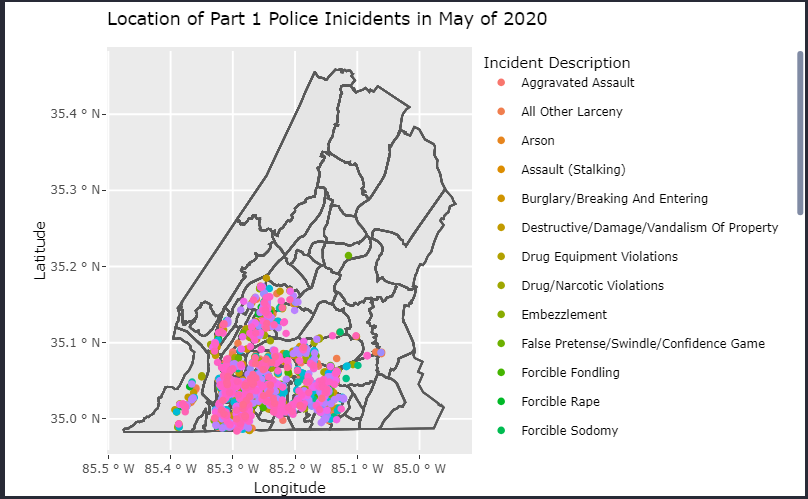 Location of Part 1 Police Inicidents in May of 2020
Incident Description
Aggravated Assault
All Other Larceny
Arson
Assault (Stalking)
Burglary/Breaking And Entering
Destructive/Damage/Vandalism Of Property
Drug Equipment Violations
Drug/Narcotic Violations
Embezzlement
False Pretense/Swindle/Confidence Game
Forcible Fondling
Forcible Rape
Forcible Sodomy
Latitude
35.4 ° N
35.3 ° N
35.2 ° N
35.1 ° N
35.0 ° N
85.5 ° W 85.4 ° W 85.3 ° W 85.2 ° W 85.1 ° W 85.0 ° W
Longitude